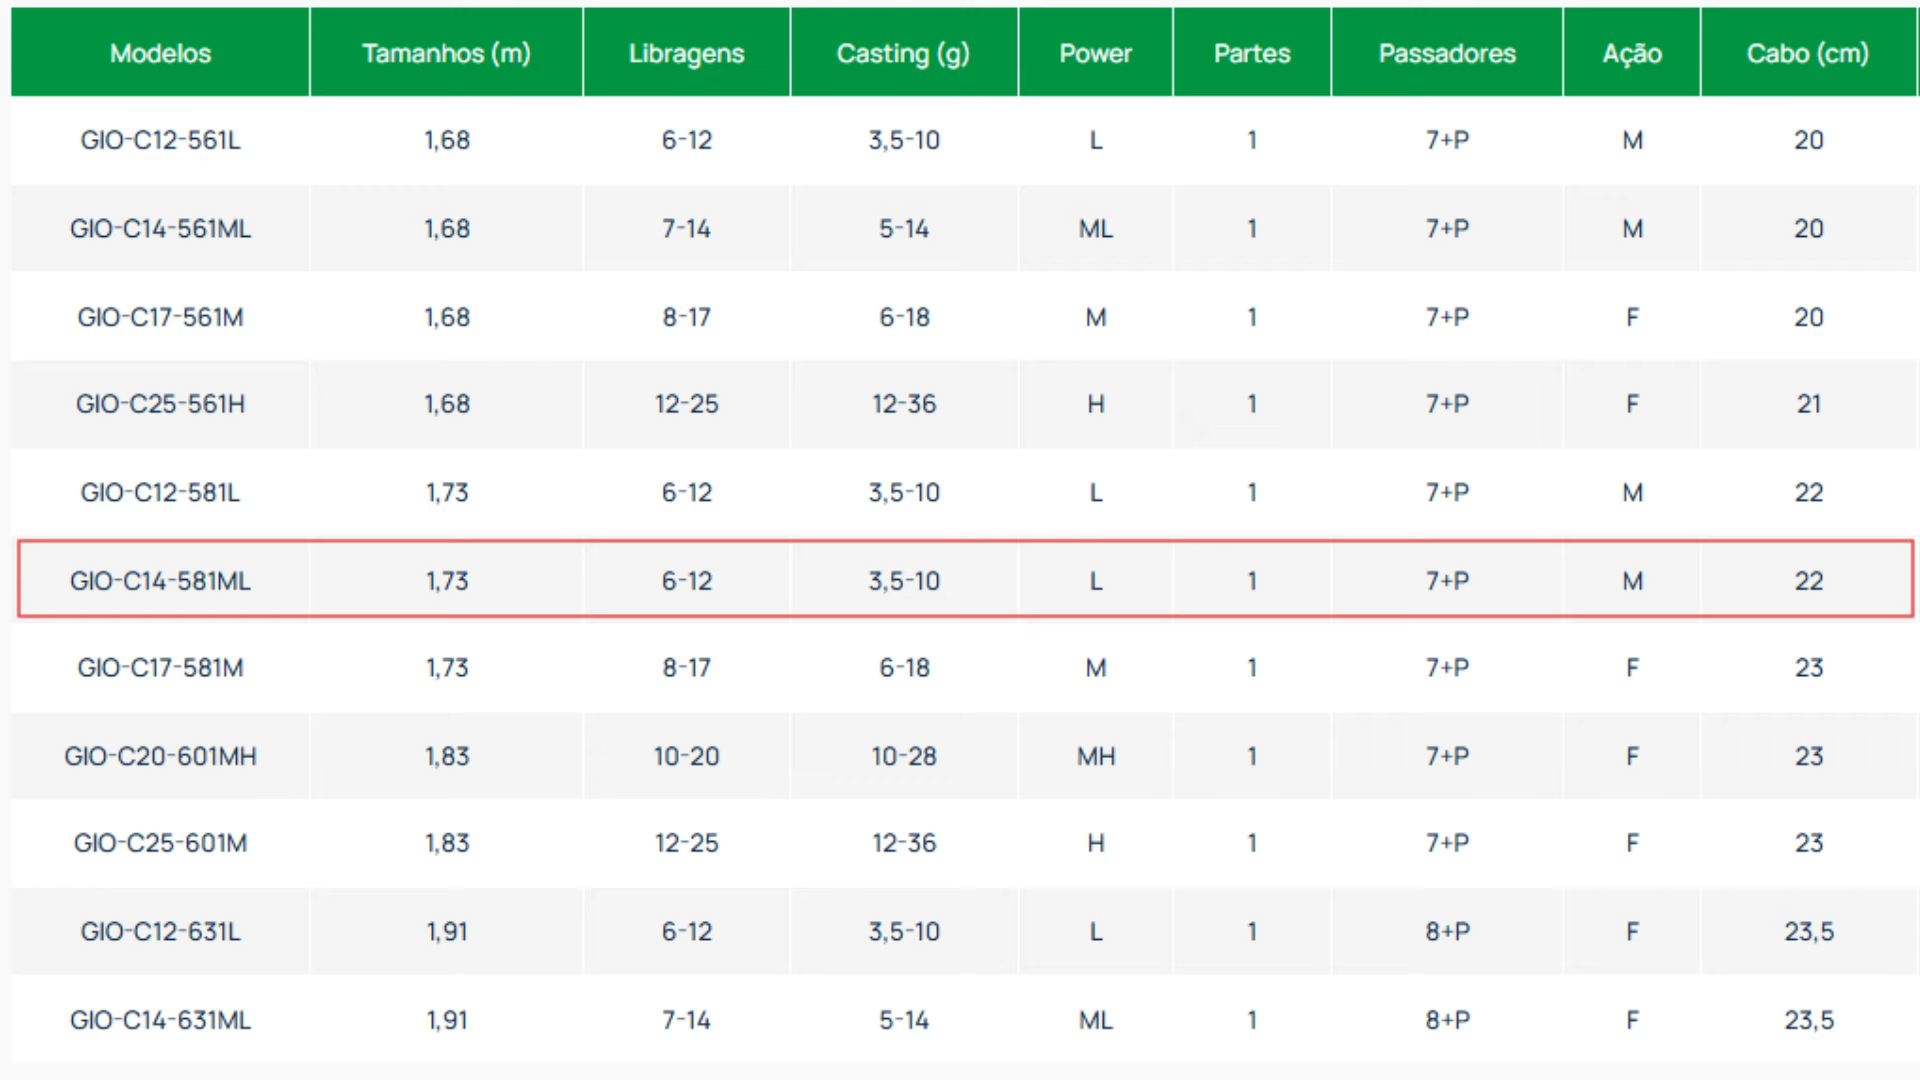 Modelos Tamanhos (m) Libragens Casting (g) Power Partes Passadores Ação Cabo (cm)
GIO-C12-561L 1,68 6-12 3,5-10 L 1 7+P M 20
GIO-C14-561ML 1,68 7-14 5-14 ML 1 7+P M 20
GIO-C17-561M 1,68 8-17 6-18 M 1 7+P F 20
GIO-C25-561H 1,68 12-25 12-36 H 1 7+P F 21
GIO-C12-581L 1,73 6-12 3,5-10 L 1 7+P M 22
GIO-C14-581ML 1,73 6-12 3,5-10 L 1 7+P M 22
GIO-C17-581M 1,73 8-17 6-18 M 1 7+P F 23
GIO-C20-601MH 1,83 10-20 10-28 MH 1 7+P F 23
GIO-C25-601M 1,83 12-25 12-36 H 1 7+P F 23
GIO-C12-631L 1,91 6-12 3,5-10 L 1 8+P F 23,5
GIO-C14-631ML 1,91 7-14 5-14 ML 1 8+P F 23,5